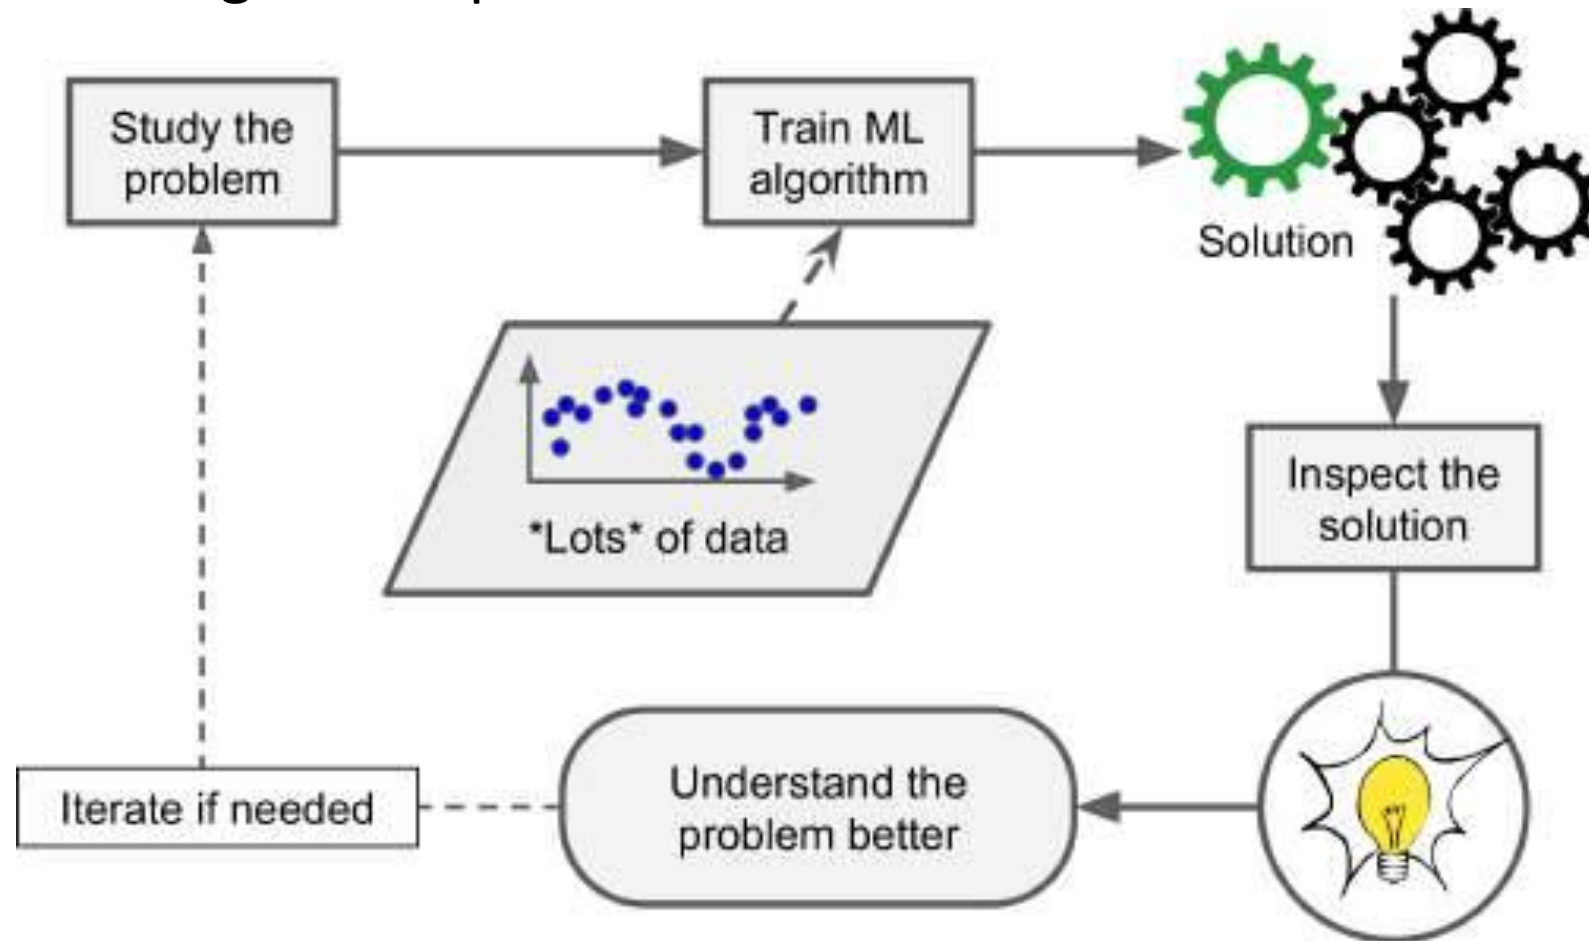 Study the
problem
Train ML
algorithm
Solution
*Lots* of data
Inspect the
solution
Understand the
problem better
Iterate if needed